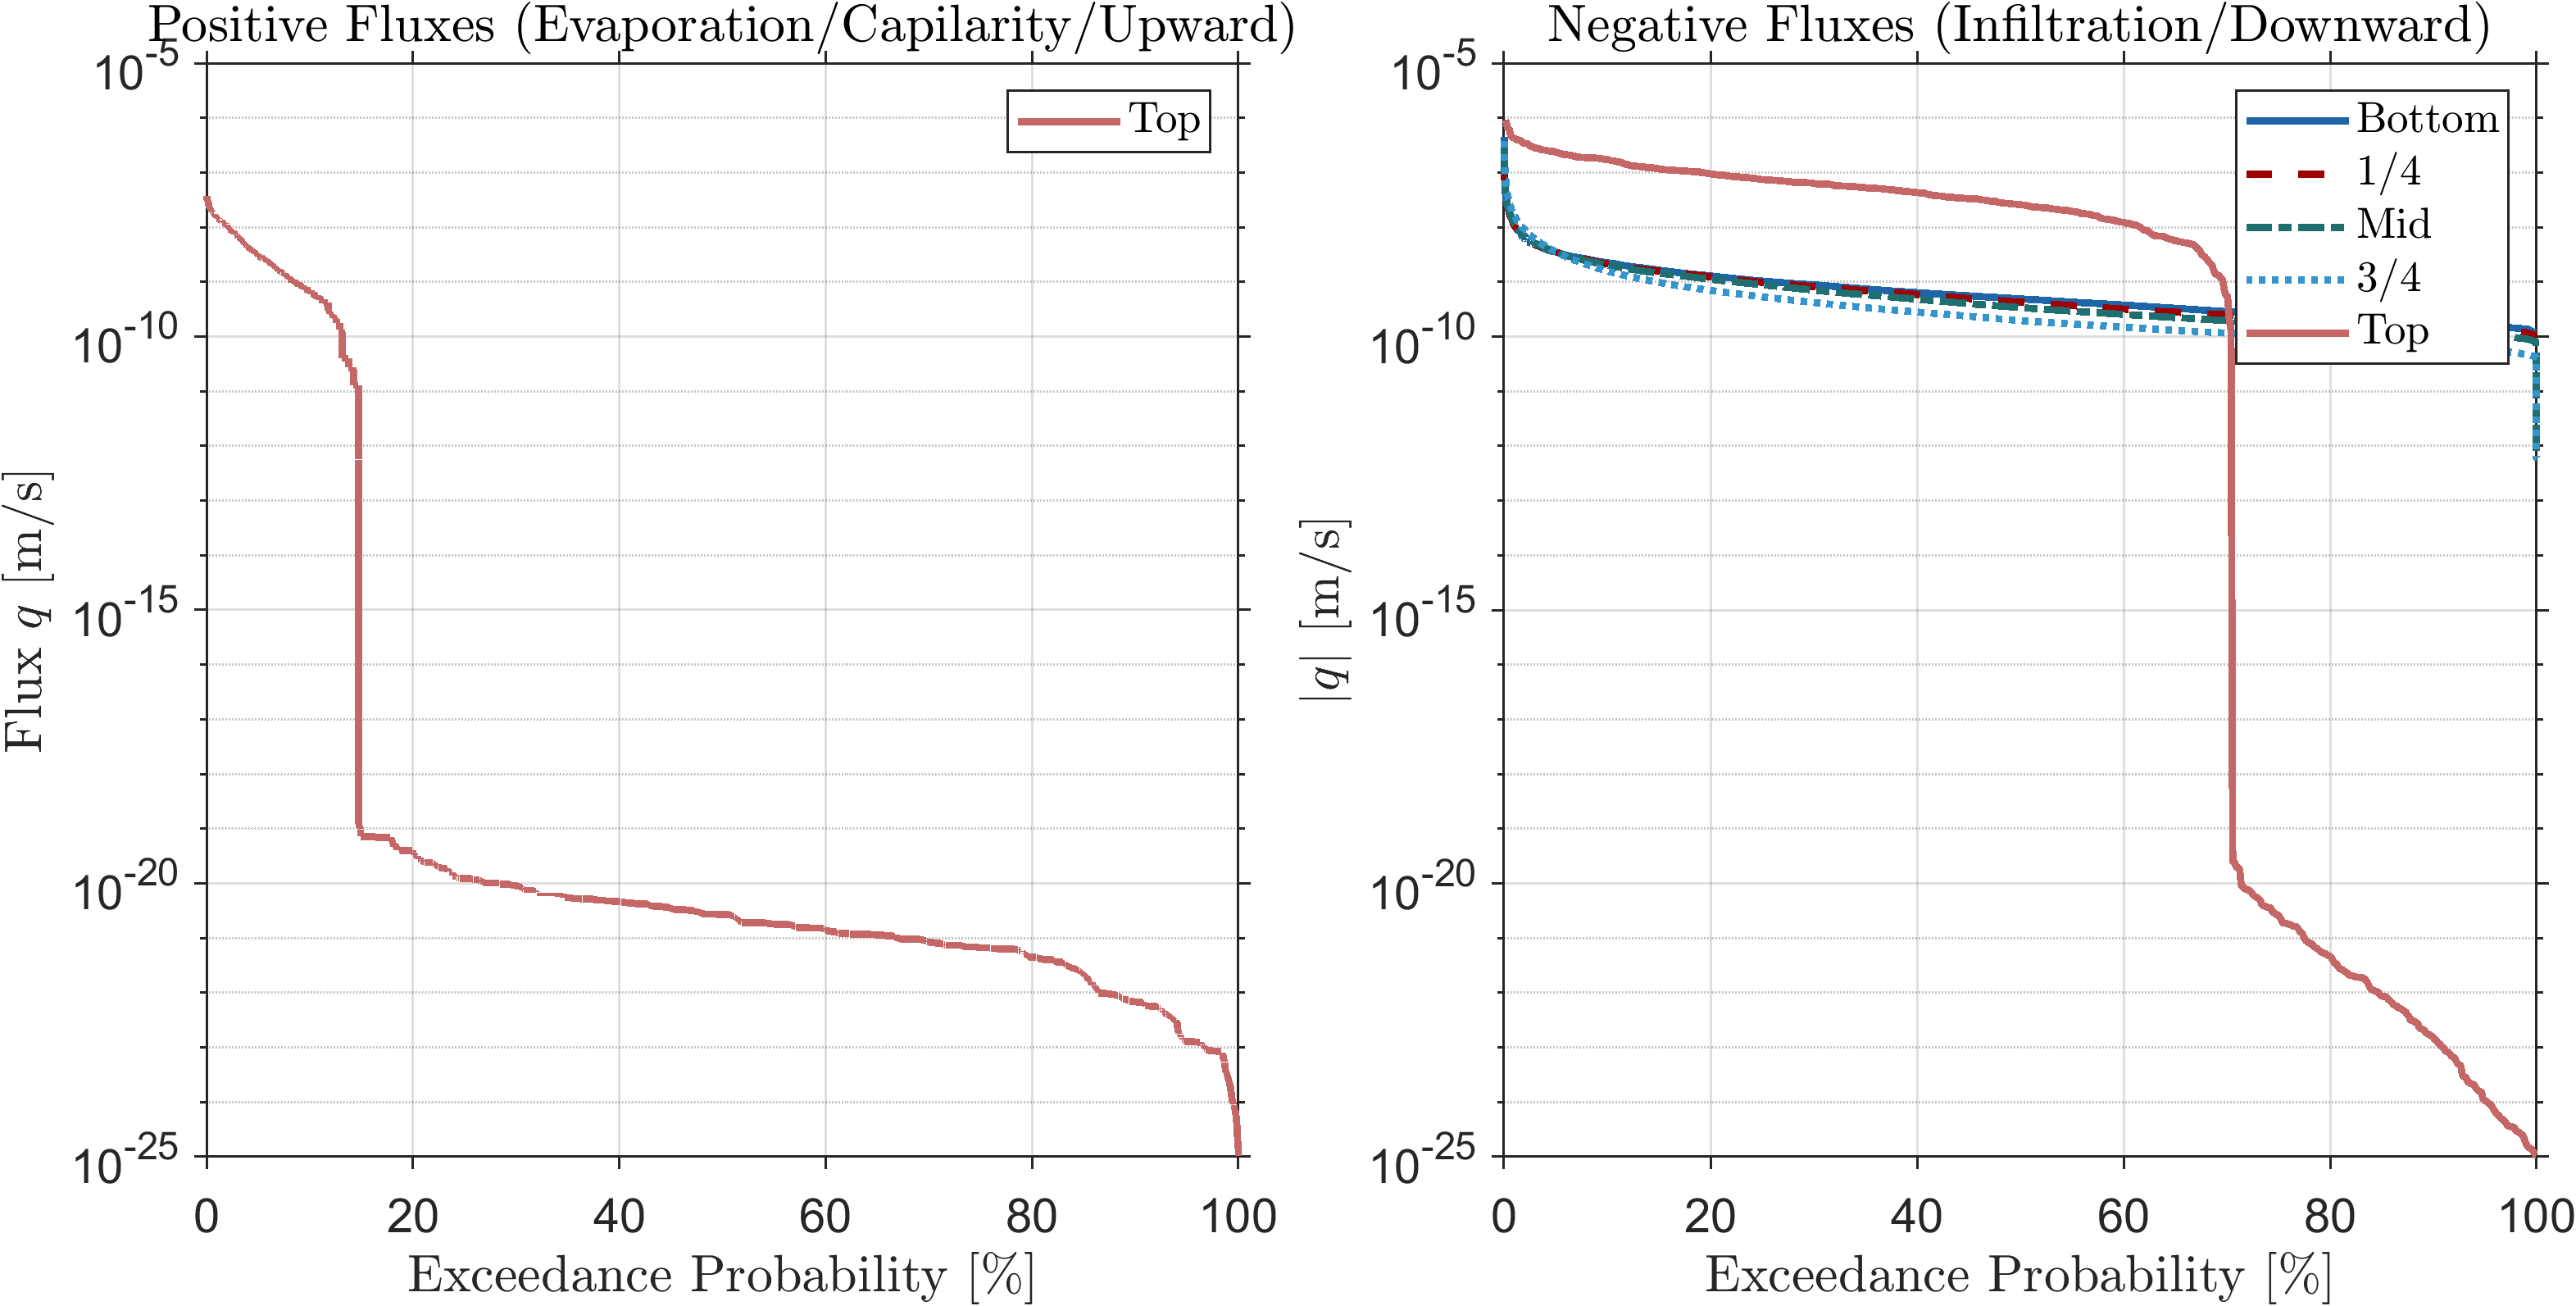 Positive Fluxes (Evaporation/Capilarity/Upward)
10^-5
10^-10
10^-15
10^-20
10^-25
Flux q [m/s]
Top
0 20 40 60 80 100
Exceedance Probability [%]
Negative Fluxes (Infiltration/Downward)
10^-5
10^-10
10^-15
10^-20
10^-25
|q| [m/s]
Bottom
1/4
Mid
3/4
Top
0 20 40 60 80 100
Exceedance Probability [%]